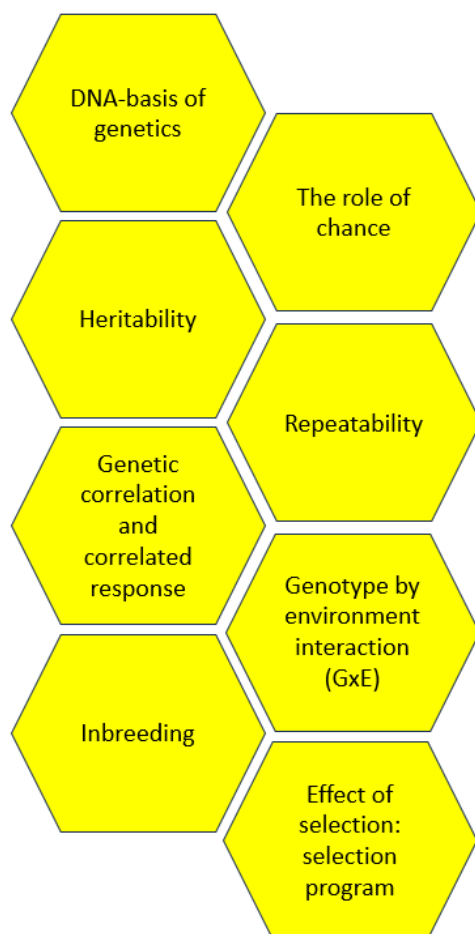 DNA-basis of
genetics
The role of
chance
Heritability
Repeatability
Genetic
correlation
and
correlated
response
Genotype by
environment
interaction
(GxE)
Inbreeding
Effect of
selection:
selection
program